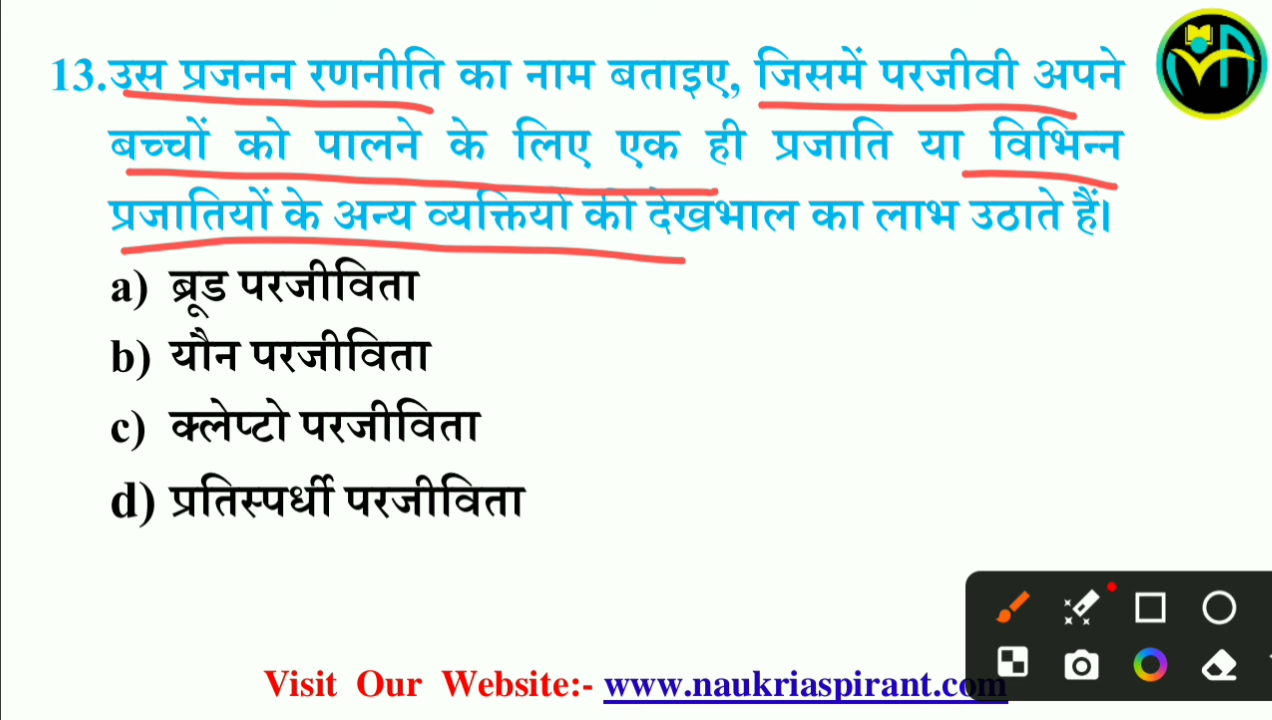 13.उस प्रजनन रणनीति का नाम बताइए, जिसमें परजीवी अपने
बच्चों को पालने के लिए एक ही प्रजाति या विभिन्न
प्रजातियों के अन्य व्यक्तियों की देखभाल का लाभ उठाते हैं।
a) ब्रूड परजीविता
b) यौन परजीविता
c) क्लेप्टो परजीविता
d) प्रतिस्पर्धी परजीविता
Visit Our Website:- www.naukriaspirant.com